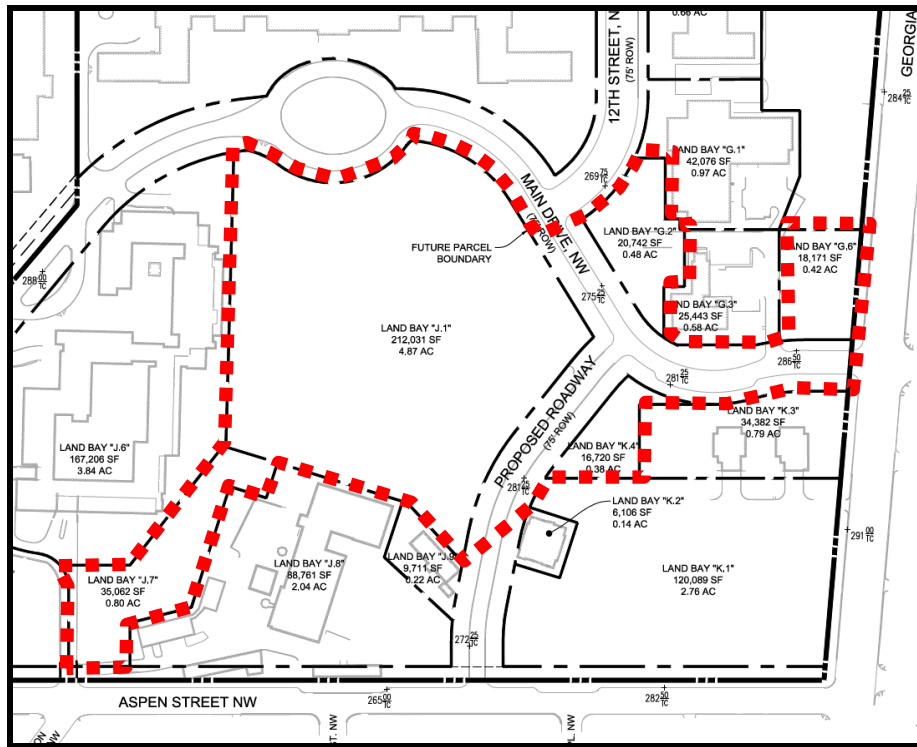 0.66 AC
GEORGIA
12TH STREET, N
(75' ROW)
284 25 TC
LAND BAY "G.1"
42,076 SF
0.97 AC
269 75 TC
MAIN DRIVE, NW
(75' ROW)
LAND BAY "G.2"
20,742 SF
0.48 AC
LAND BAY "G.6"
18,171 SF
0.42 AC
FUTURE PARCEL
BOUNDARY
288 00 TC
275 25 TC
LAND BAY "G.3"
25,443 SF
0.58 AC
LAND BAY "J.1"
212,031 SF
4.87 AC
286 50 TC
281 25 TC
PROPOSED ROADWAY
(75' ROW)
LAND BAY "K.3"
34,382 SF
0.79 AC
LAND BAY "J.6"
167,206 SF
3.84 AC
LAND BAY "K.4"
16,720 SF
0.38 AC
281 25 TC
LAND BAY "K.2"
6,106 SF
0.14 AC
291 00 TC
LAND BAY "J.9"
9,711 SF
0.22 AC
LAND BAY "J.8"
88,761 SF
2.04 AC
LAND BAY "J.7"
35,062 SF
0.80 AC
LAND BAY "K.1"
120,089 SF
2.76 AC
272 25 TC
ASPEN STREET NW
265 00 TC
282 50 TC
ON
NW
ST. NW
PL. NW